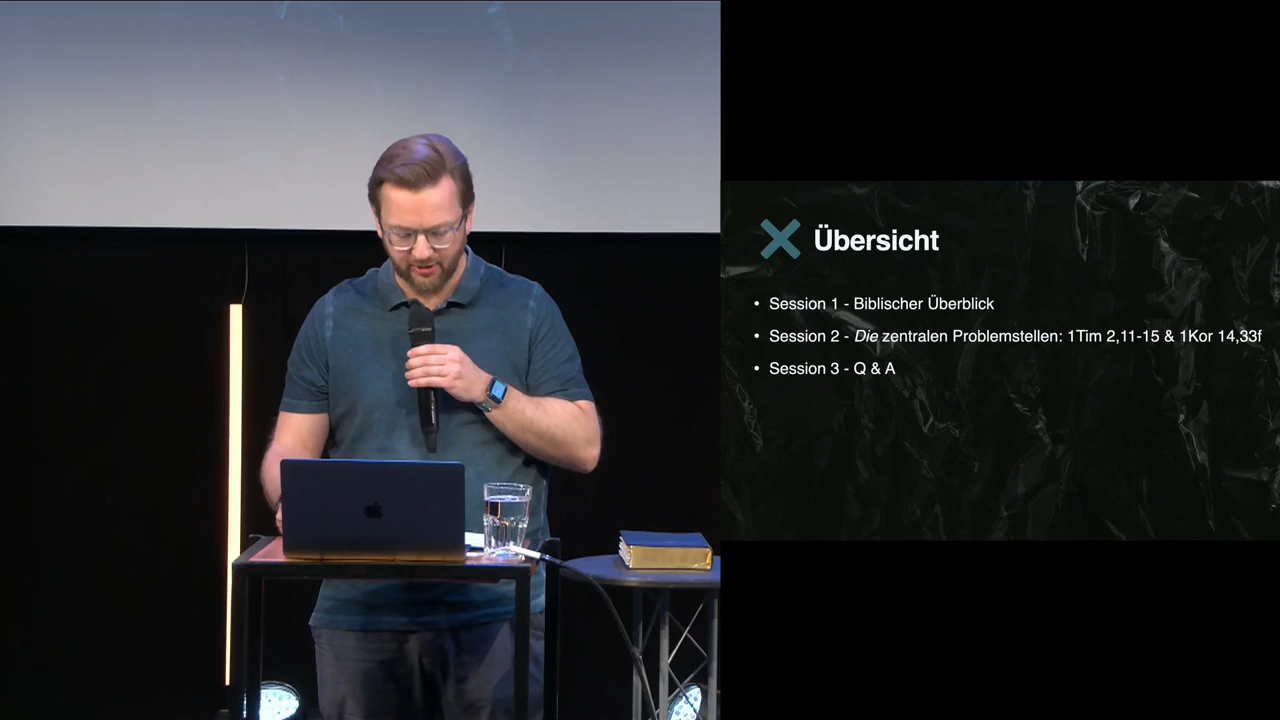 Übersicht
• Session 1 - Biblischer Überblick
• Session 2 - Die zentralen Problemstellen: 1Tim 2,11-15 & 1Kor 14,33f
• Session 3 - Q & A